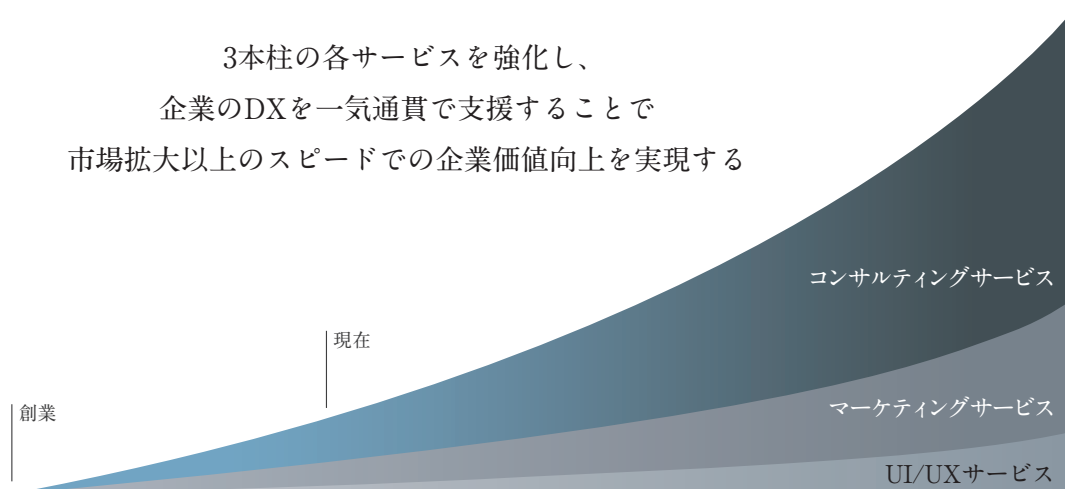 3本柱の各サービスを強化し、
企業のDXを一気通貫で支援することで
市場拡大以上のスピードでの企業価値向上を実現する
コンサルティングサービス
現在
創業
マーケティングサービス
UI/UXサービス